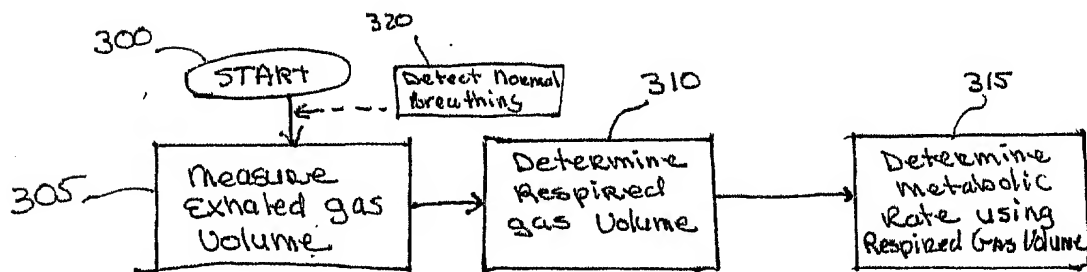 300
START
320
Detect Normal
Breathing
305
Measure
Exhaled gas
Volume
310
Determine
Respired
gas Volume
315
Determine
Metabolic
Rate using
Respired Gas Volume